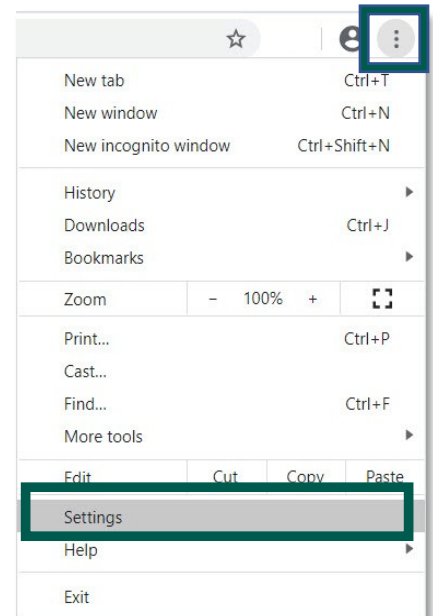 New tab Ctrl+T
New window Ctrl+N
New incognito window Ctrl+Shift+N
History
Downloads Ctrl+J
Bookmarks
Zoom - 100% +
Print... Ctrl+P
Cast...
Find... Ctrl+F
More tools
Edit Cut Copy Paste
Settings
Help
Exit